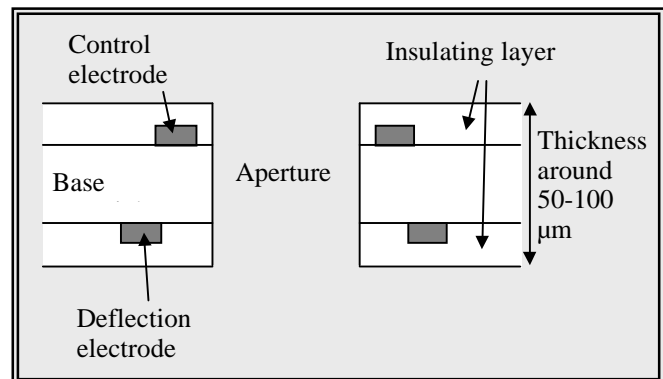 Control
electrode
Insulating layer
Base
Aperture
Thickness
around
50-100
μm
Deflection
electrode